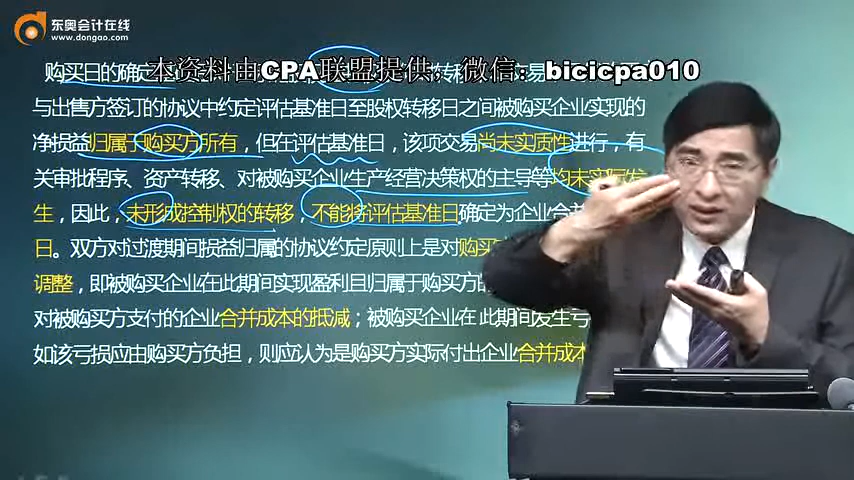 东奥会计在线
www.dongao.com
本资料由CPA联盟提供，微信：bicicpa010
购买日的确定
与出售方签订的协议中约定评估基准日至股权转移日之间被购买企业实现的
净损益归属于购买方所有，但在评估基准日，该项交易尚未实质性进行，有
关审批程序、资产转移、对被购买企业生产经营决策权的主导等均未实际发
生，因此，未形成控制权的转移，不能将评估基准日确定为企业合
日。双方对过渡期间损益归属的协议约定原则上是对购买
调整，即被购买企业在此期间实现盈利且归属于购买方的
对被购买方支付的企业合并成本的抵减；被购买企业在此期间发生亏
如该亏损应由购买方负担，则应认为是购买方实际付出企业合并成本